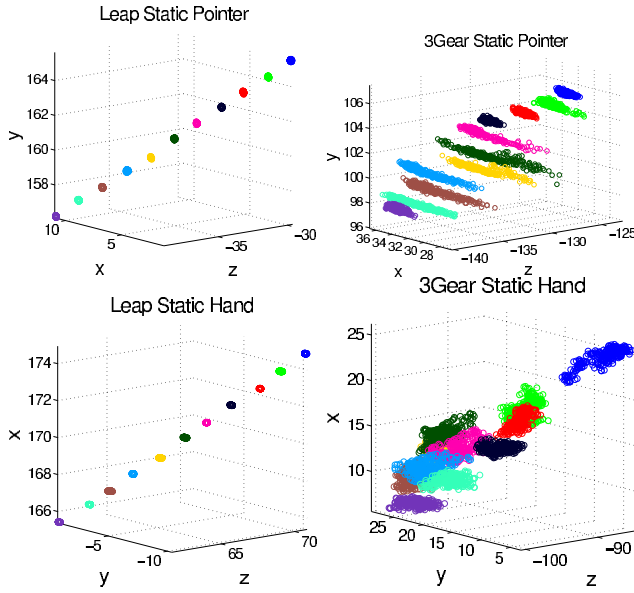 Leap Static Pointer
164
162
160
158
y
10
5
x
−35
−30
z
3Gear Static Pointer
106
104
102
100
98
96
y
36 34 32 30 28
x
−140
−135
−130
−125
z
Leap Static Hand
174
172
170
168
166
x
−5
−10
y
65
70
z
3Gear Static Hand
25
20
15
10
x
25
20
15
10
5
y
−100
−90
z